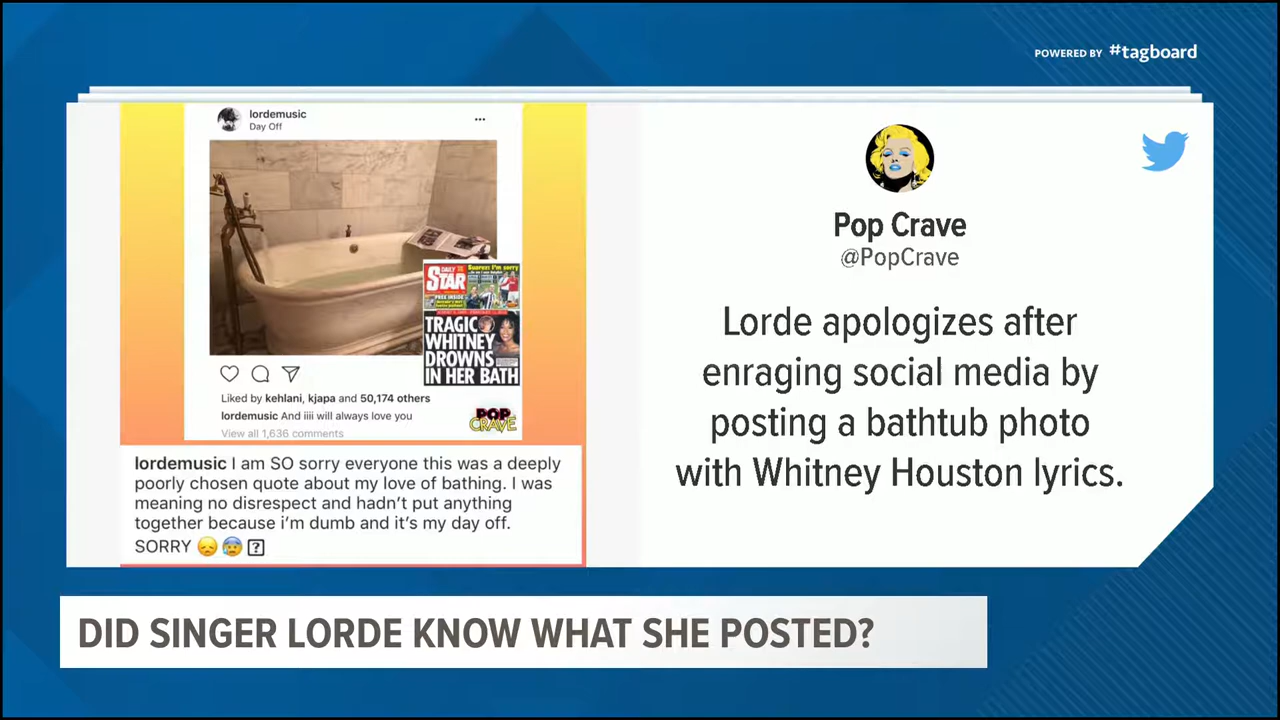 POWERED BY #tagboard
lordemusic
Day Off
DAILY
STAR
TRAGIC
WHITNEY
DROWNS
IN HER BATH
Liked by kehlani, kjapa and 50,174 others
lordemusic And iiii will always love you
View all 1,636 comments
POP
CRAVE
lordemusic I am SO sorry everyone this was a deeply
poorly chosen quote about my love of bathing. I was
meaning no disrespect and hadn't put anything
together because i'm dumb and it's my day off.
SORRY 😞 😰 ?
Pop Crave
@PopCrave
Lorde apologizes after
enraging social media by
posting a bathtub photo
with Whitney Houston lyrics.
DID SINGER LORDE KNOW WHAT SHE POSTED?